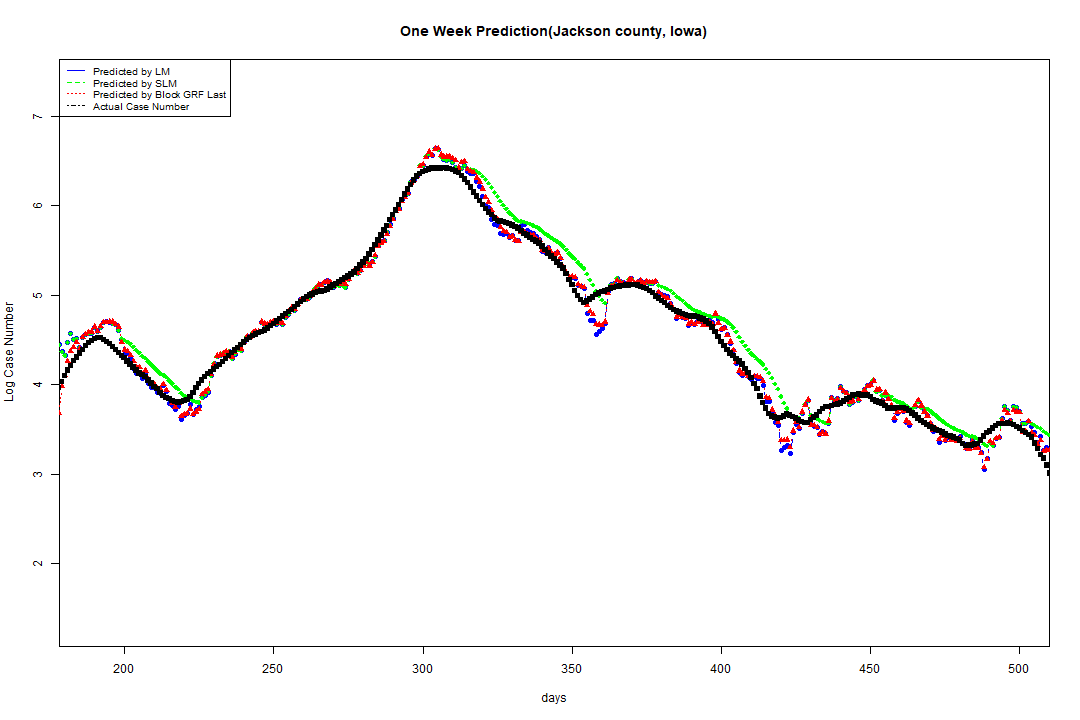 One Week Prediction(Jackson county, Iowa)
Predicted by LM
Predicted by SLM
Predicted by Block GRF Last
Actual Case Number
7
6
5
4
3
2
Log Case Number
200 250 300 350 400 450 500
days